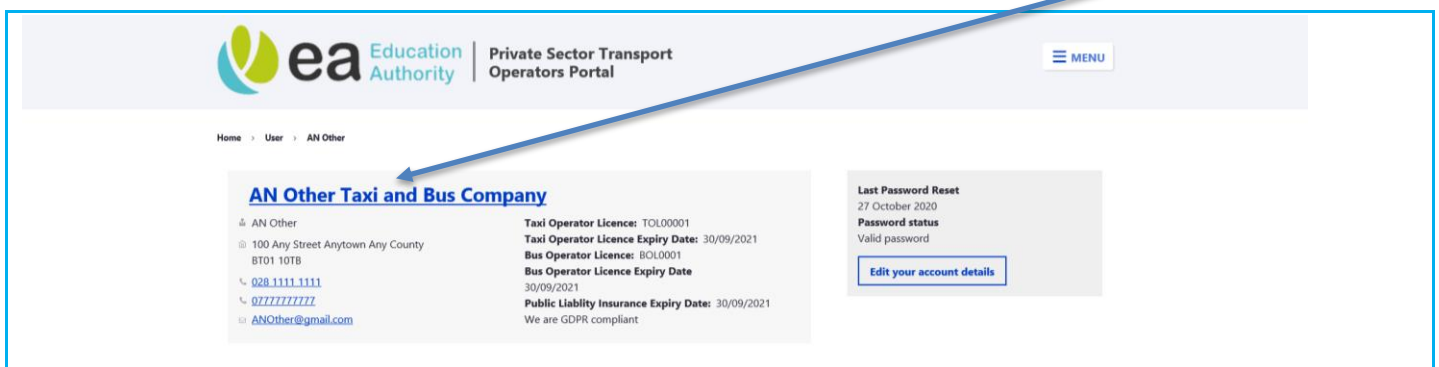 ea Education Authority
Private Sector Transport
Operators Portal
MENU
Home › User › AN Other
AN Other Taxi and Bus Company
AN Other
100 Any Street Anytown Any County
BT01 10TB
028 1111 1111
07777777777
ANOther@gmail.com
Taxi Operator Licence: TOL00001
Taxi Operator Licence Expiry Date: 30/09/2021
Bus Operator Licence: BOL0001
Bus Operator Licence Expiry Date
30/09/2021
Public Liablity Insurance Expiry Date: 30/09/2021
We are GDPR compliant
Last Password Reset
27 October 2020
Password status
Valid password
Edit your account details